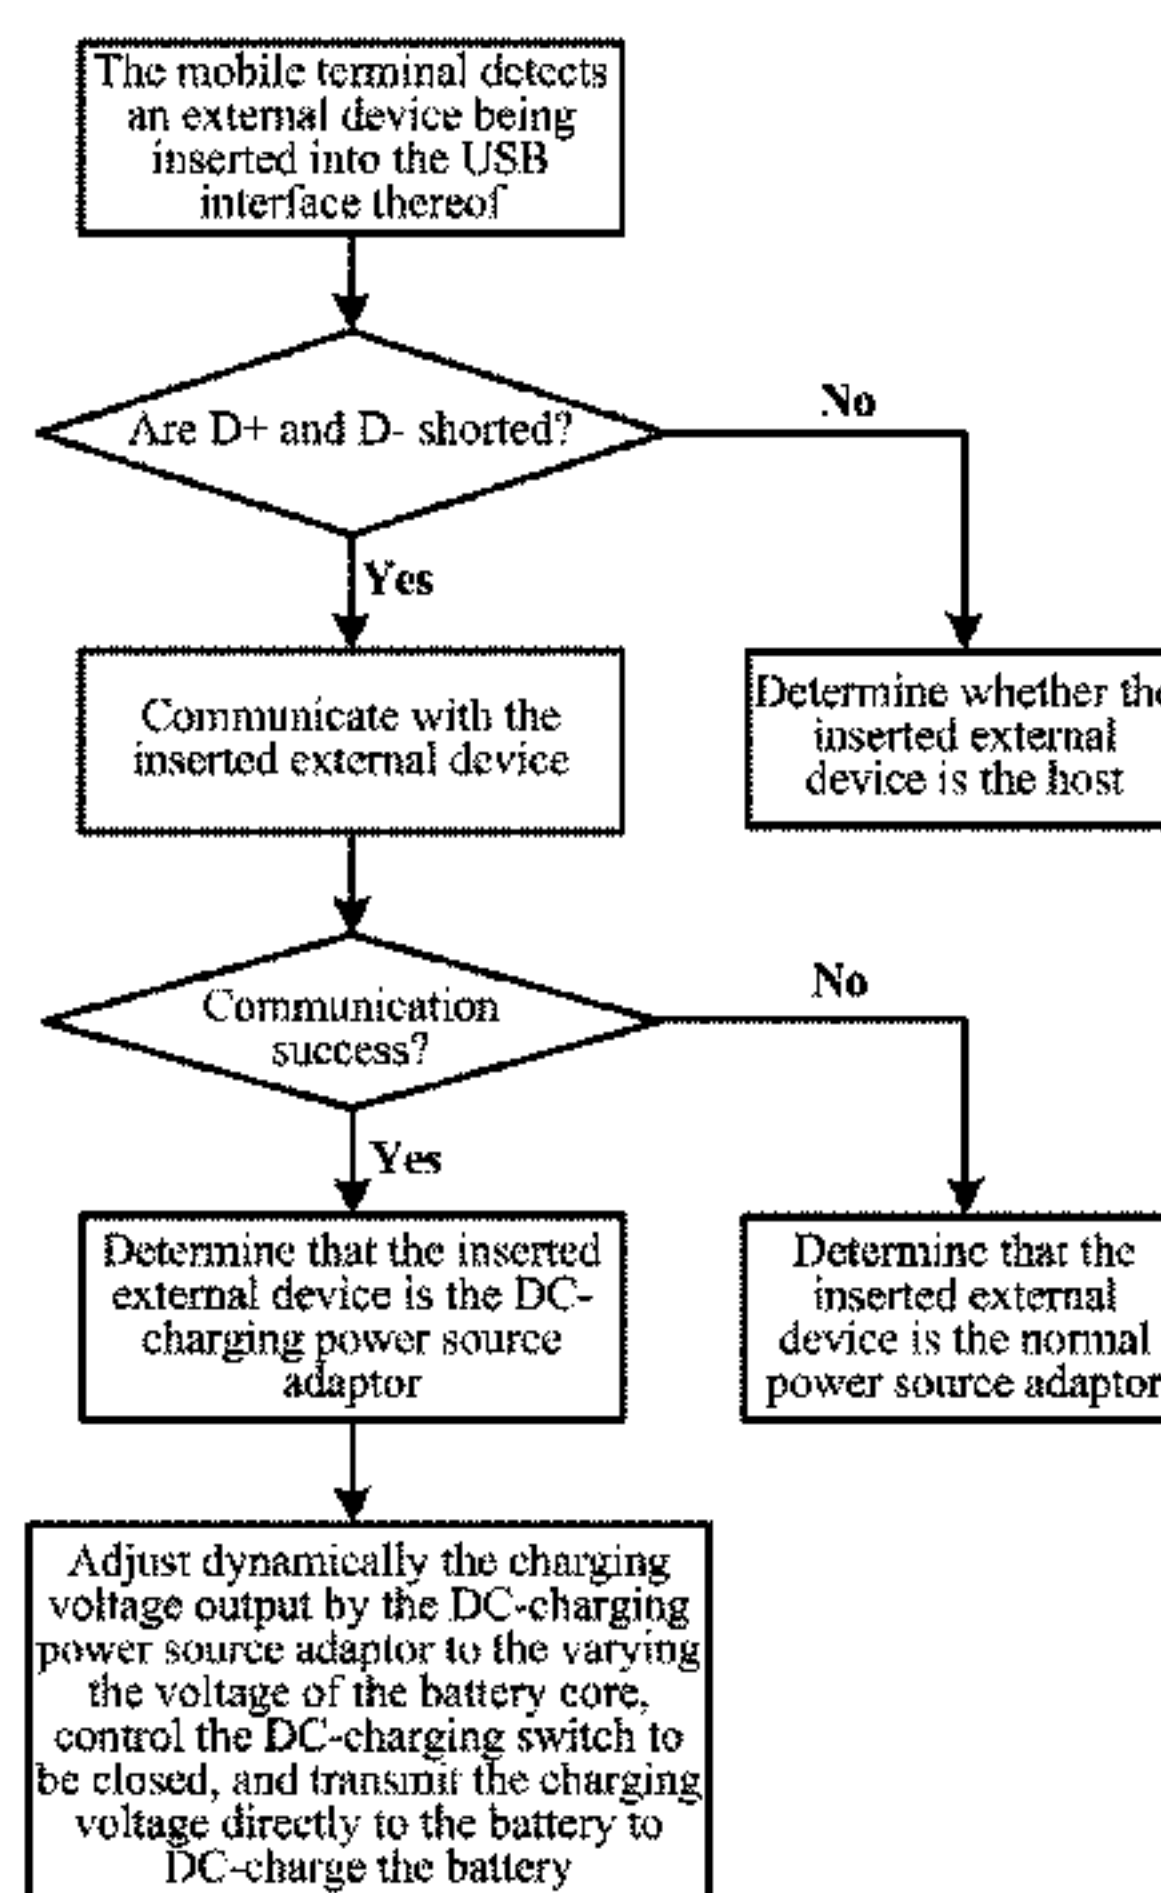 The mobile terminal detects
an external device being
inserted into the USB
interface thereof
Are D+ and D- shorted?
No
Yes
Communicate with the
inserted external device
Determine whether the
inserted external
device is the host
Communication
success?
No
Yes
Determine that the inserted
external device is the DC-
charging power source
adaptor
Determine that the
inserted external
device is the normal
power source adaptor
Adjust dynamically the charging
voltage output by the DC-charging
power source adaptor to the varying
the voltage of the battery core,
control the DC-charging switch to
be closed, and transmit the charging
voltage directly to the battery to
DC-charge the battery